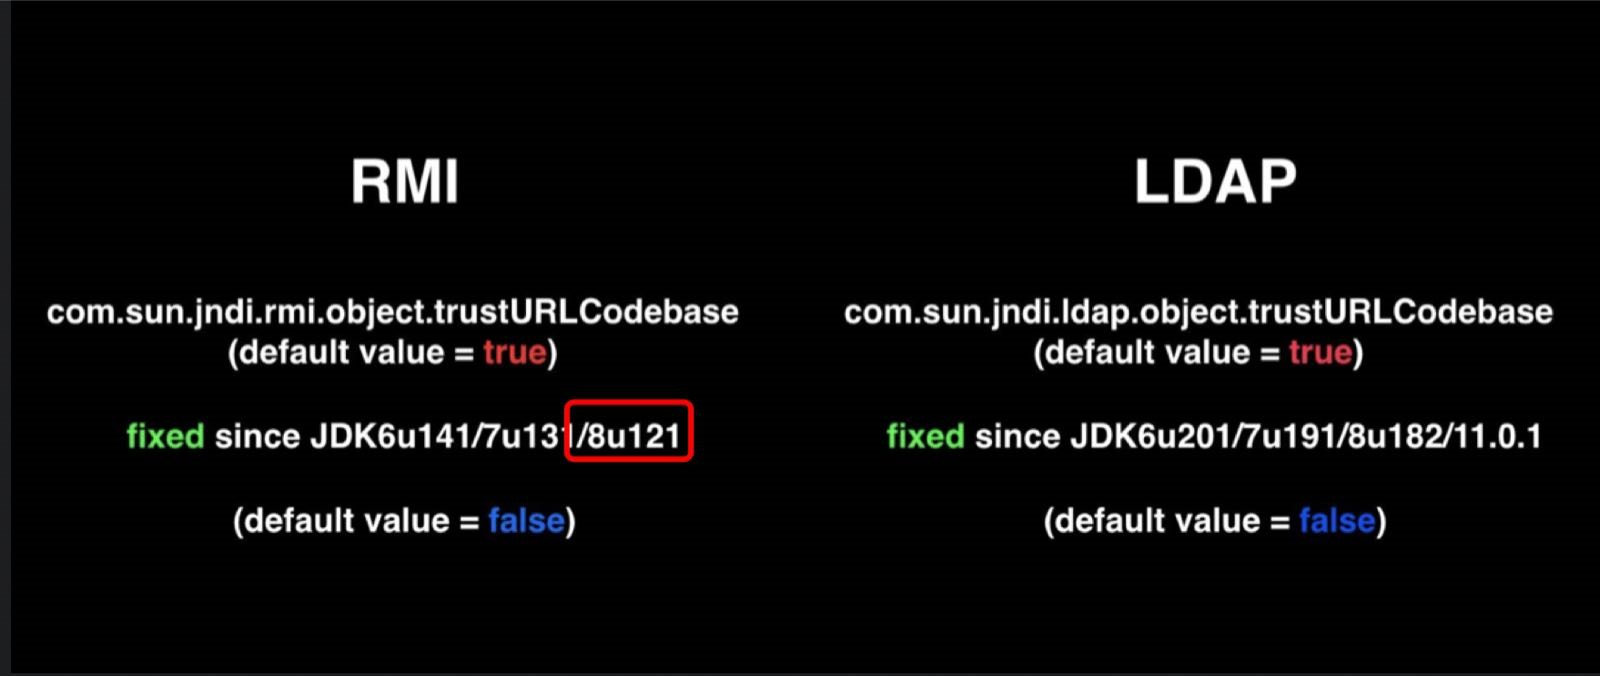 RMI
com.sun.jndi.rmi.object.trustURLCodebase
(default value = true)
fixed since JDK6u141/7u131/8u121
(default value = false)
LDAP
com.sun.jndi.ldap.object.trustURLCodebase
(default value = true)
fixed since JDK6u201/7u191/8u182/11.0.1
(default value = false)